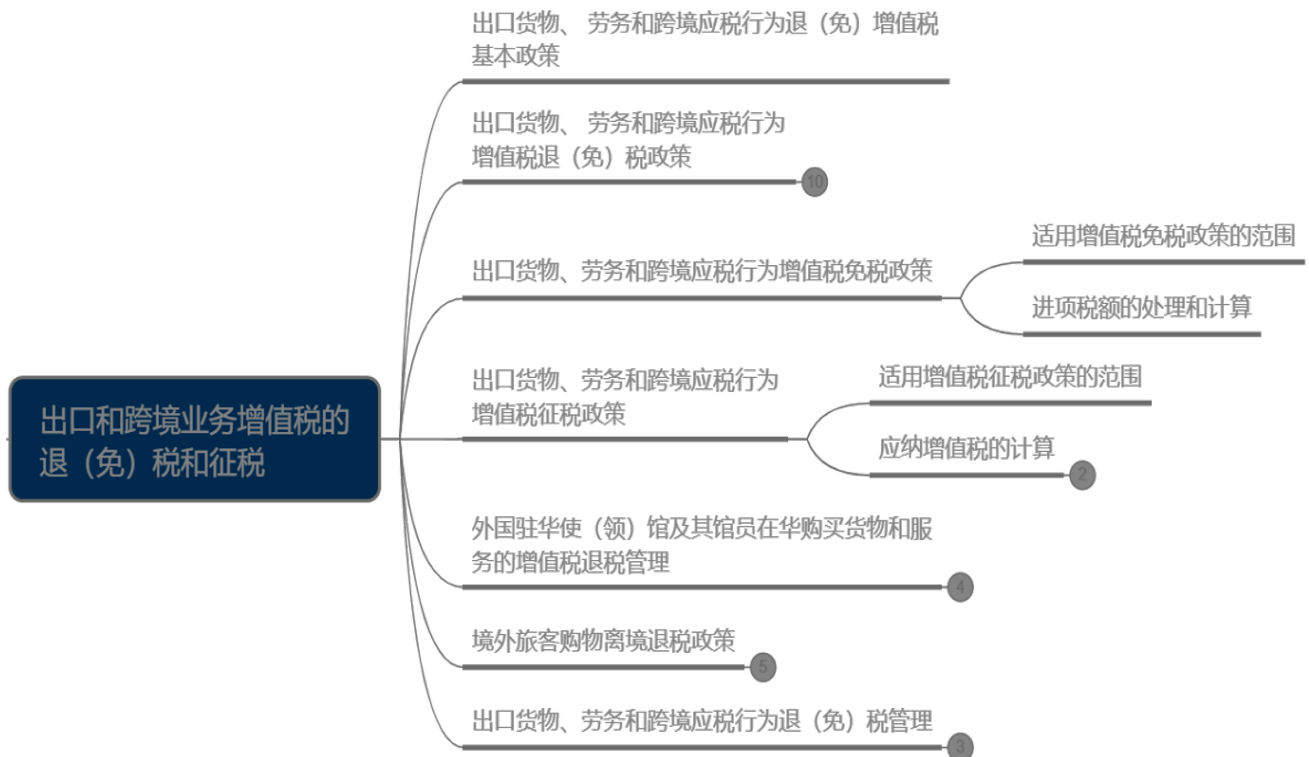 出口货物、 劳务和跨境应税行为退（免）增值税
基本政策
出口货物、 劳务和跨境应税行为
增值税退（免）税政策
10
适用增值税免税政策的范围
出口货物、劳务和跨境应税行为增值税免税政策
进项税额的处理和计算
出口货物、劳务和跨境应税行为
增值税征税政策
适用增值税征税政策的范围
应纳增值税的计算
2
出口和跨境业务增值税的
退（免）税和征税
外国驻华使（领）馆及其馆员在华购买货物和服
务的增值税退税管理
4
境外旅客购物离境退税政策
5
出口货物、劳务和跨境应税行为退（免）税管理
3